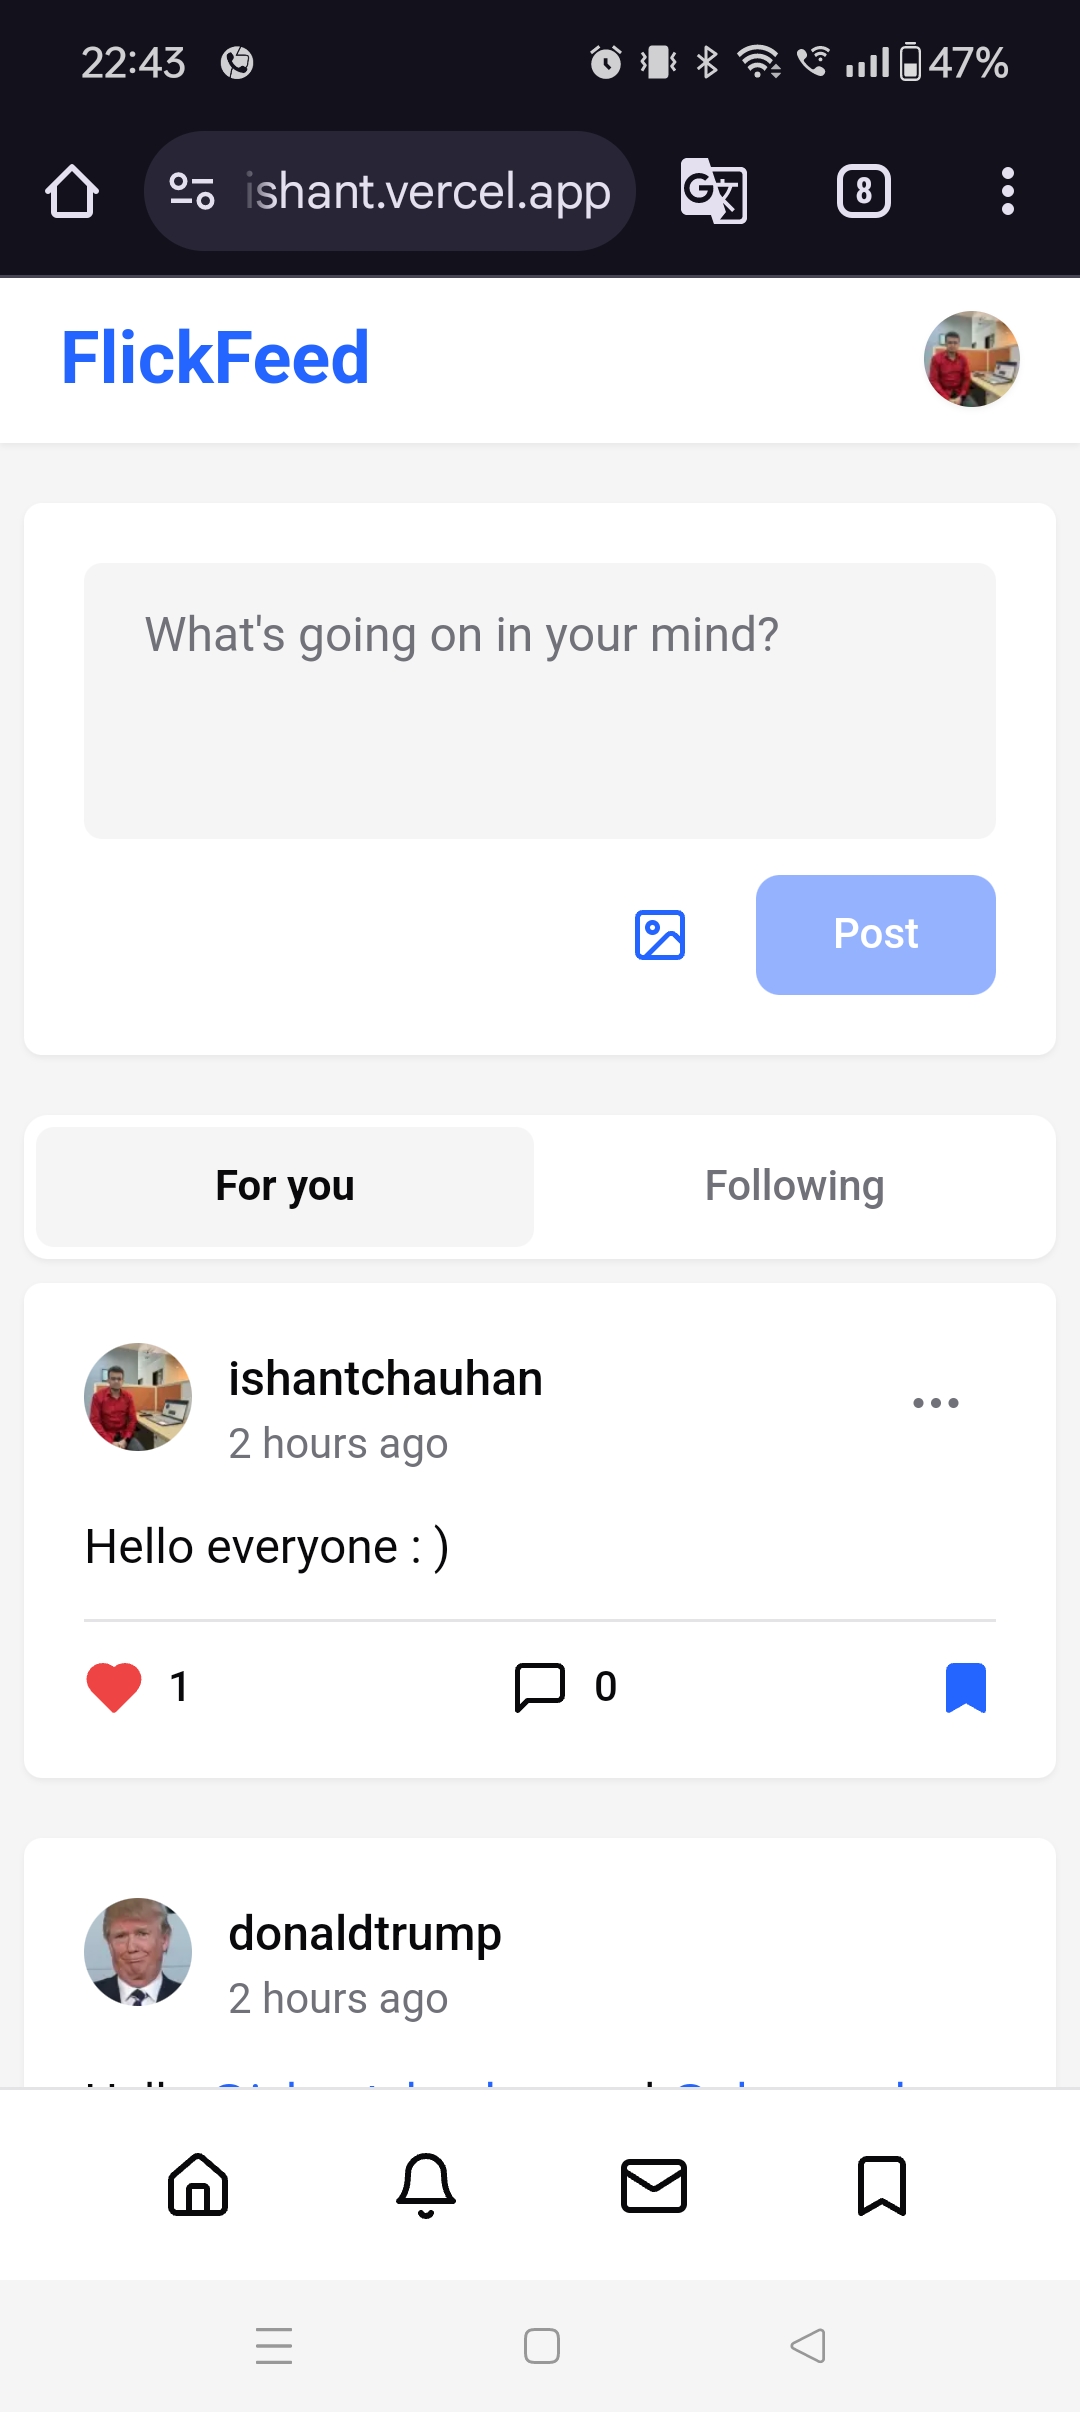 22:43
47%
ishant.vercel.app
8
FlickFeed
What's going on in your mind?
Post
For you
Following
ishantchauhan
2 hours ago
Hello everyone : )
1
0
donaldtrump
2 hours ago